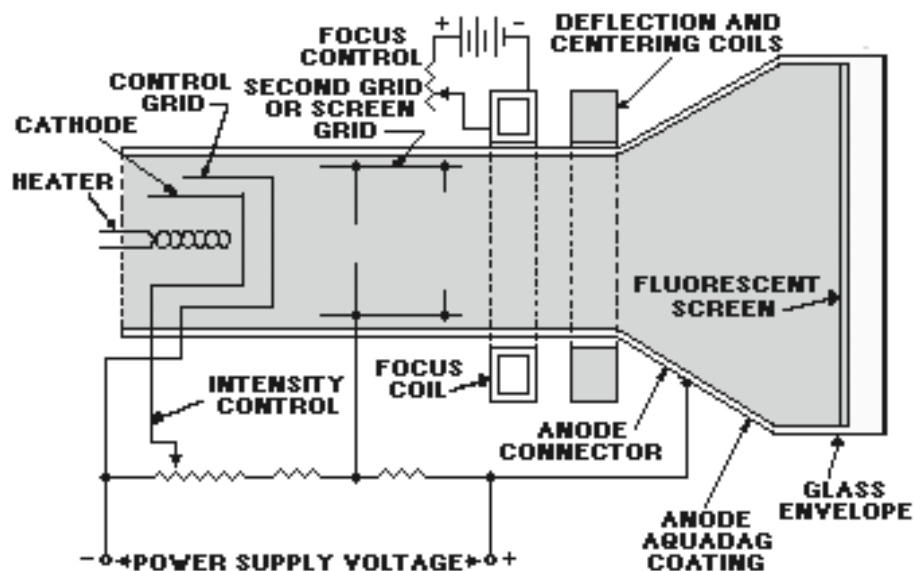 FOCUS
CONTROL
+
-
DEFLECTION AND
CENTERING COILS
CONTROL
GRID
SECOND GRID
OR SCREEN
GRID
CATHODE
HEATER
FLUORESCENT
SCREEN
INTENSITY
CONTROL
FOCUS
COIL
ANODE
CONNECTOR
GLASS
ENVELOPE
ANODE
AQUADAG
COATING
- POWER SUPPLY VOLTAGE +